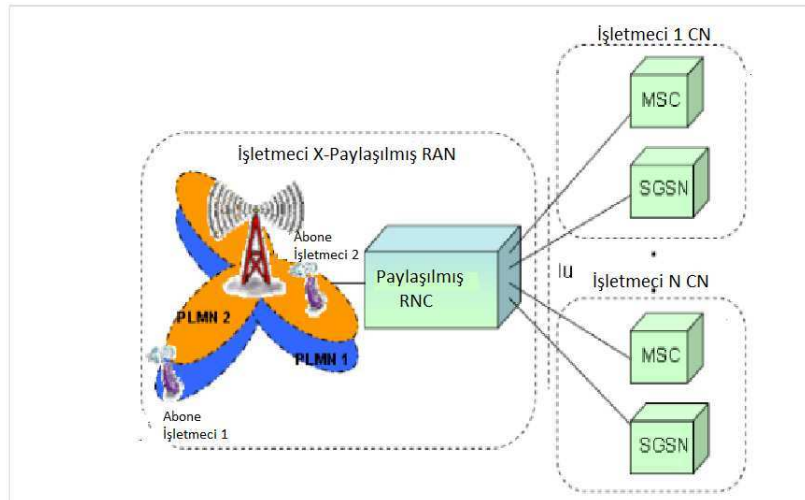 İşletmeci 1 CN
MSC
SGSN
İşletmeci X-Paylaşılmış RAN
Abone
İşletmeci 2
Paylaşılmış
RNC
Iu
İşletmeçi N CN
PLMN 2
PLMN 1
MSC
SGSN
Abone
İşletmeci 1